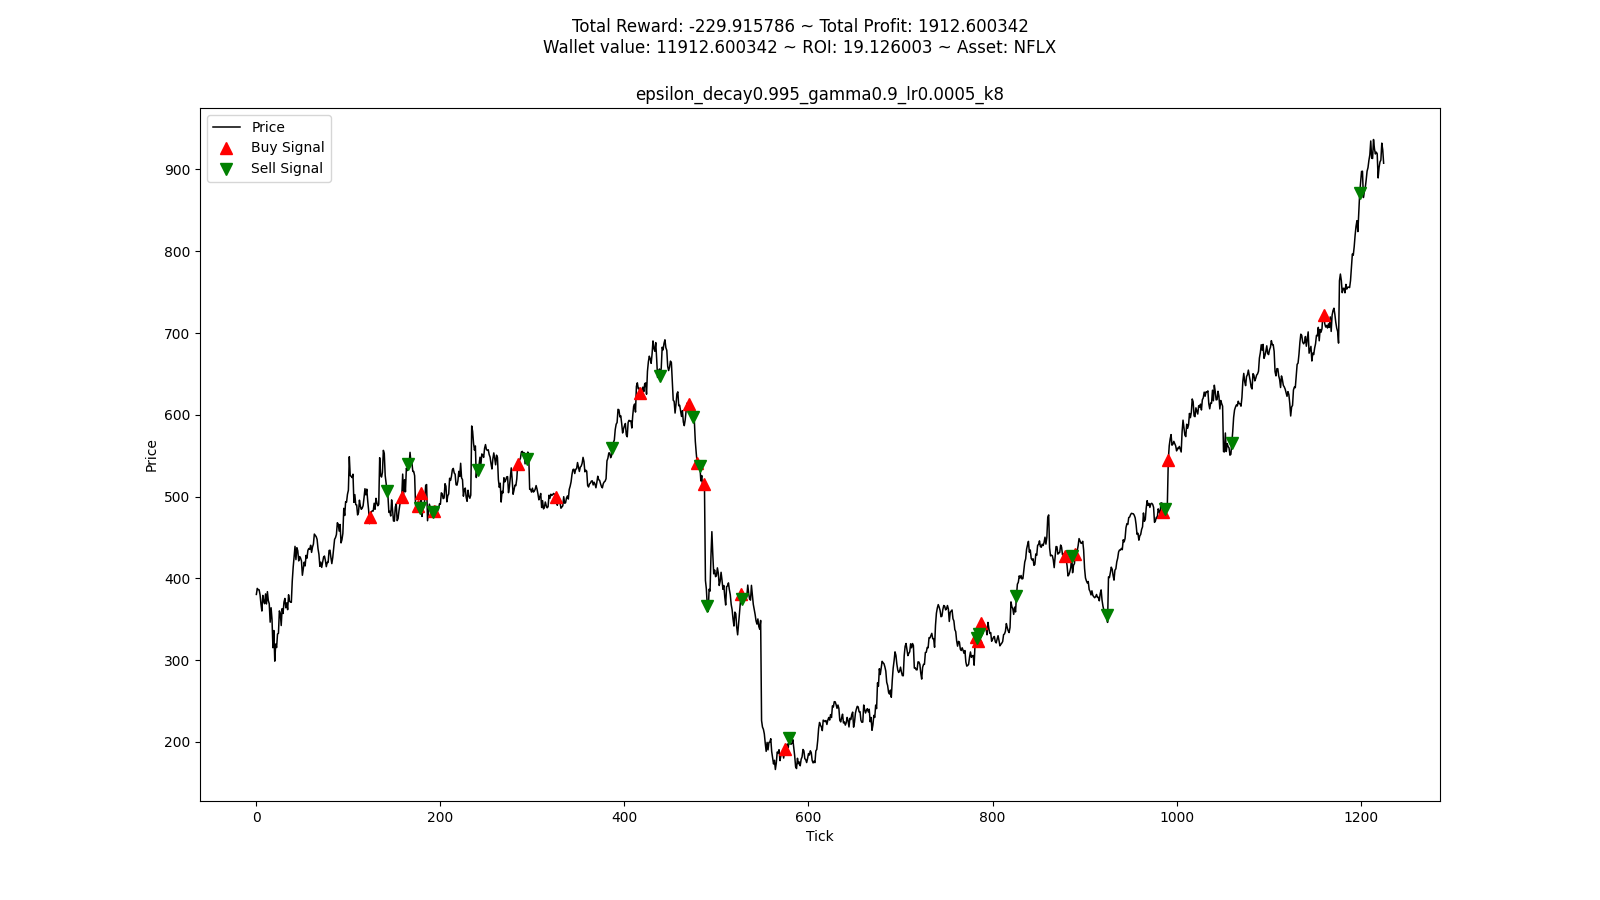 Total Reward: -229.915786 ~ Total Profit: 1912.600342
Wallet value: 11912.600342 ~ ROI: 19.126003 ~ Asset: NFLX
epsilon_decay0.995_gamma0.9_lr0.0005_k8
Price
Buy Signal
Sell Signal
900
800
700
600
500
400
300
200
Price
0
200
400
600
800
1000
1200
Tick